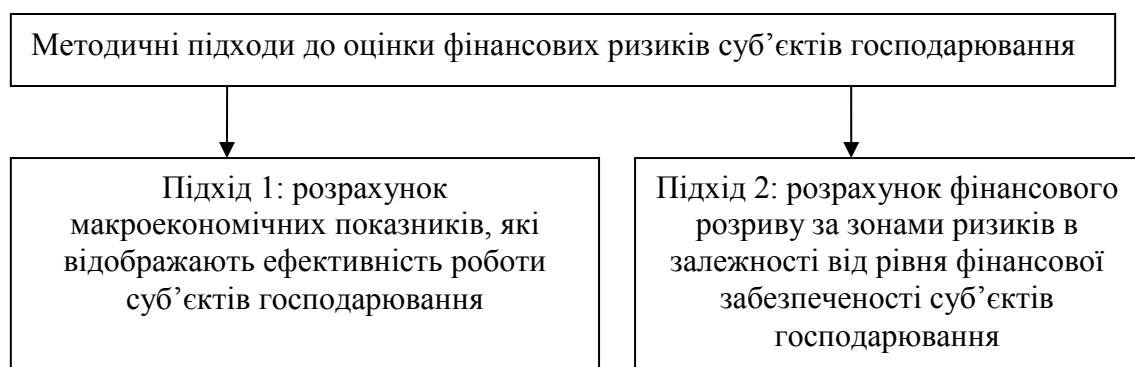 Методичні підходи до оцінки фінансових ризиків суб’єктів господарювання
Підхід 1: розрахунок
макроекономічних показників, які
відображають ефективність роботи
суб’єктів господарювання
Підхід 2: розрахунок фінансового
розриву за зонами ризиків в
залежності від рівня фінансової
забезпеченості суб’єктів
господарювання